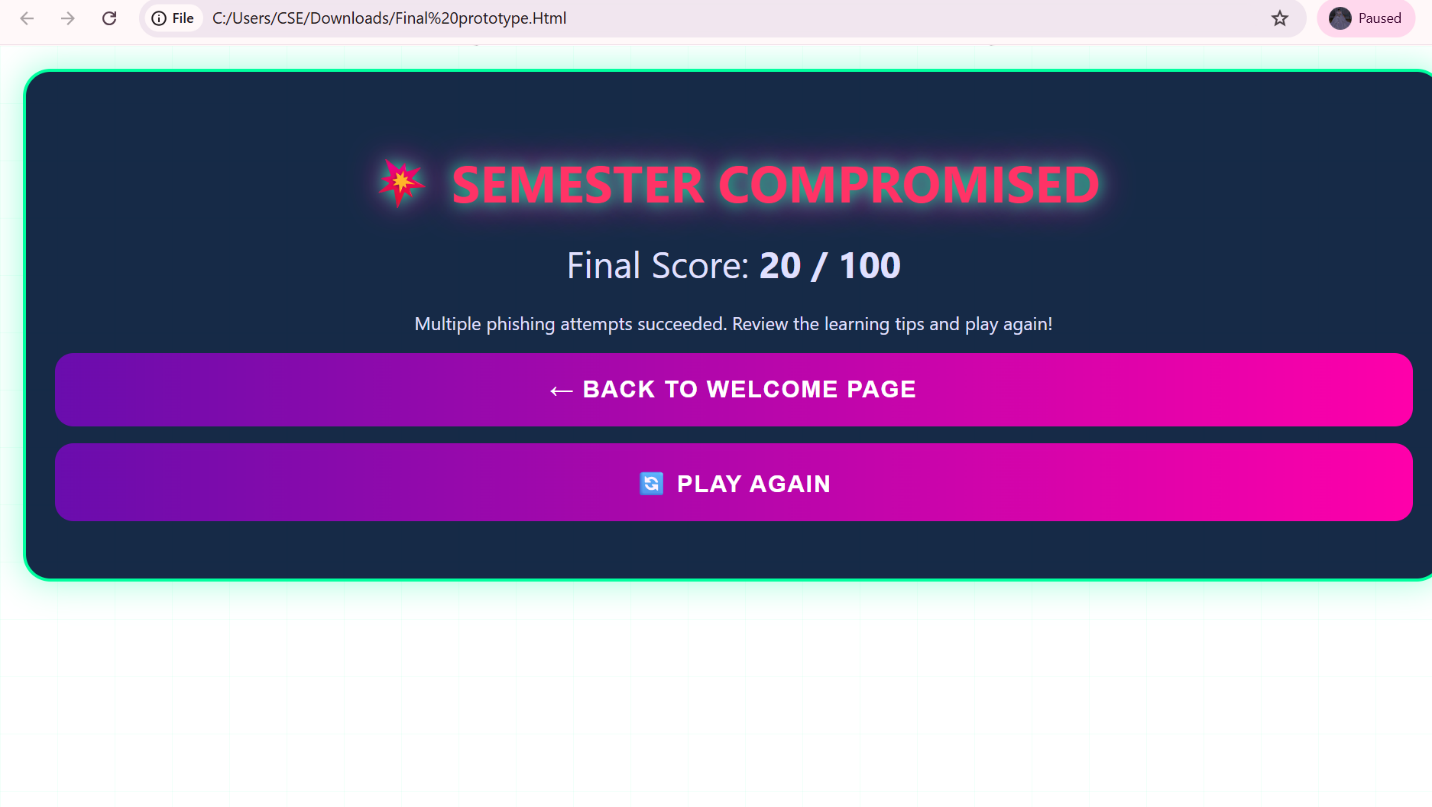 File C:/Users/CSE/Downloads/Final%20prototype.Html Paused
💥 SEMESTER COMPROMISED
Final Score: 20 / 100
Multiple phishing attempts succeeded. Review the learning tips and play again!
← BACK TO WELCOME PAGE
🔄 PLAY AGAIN